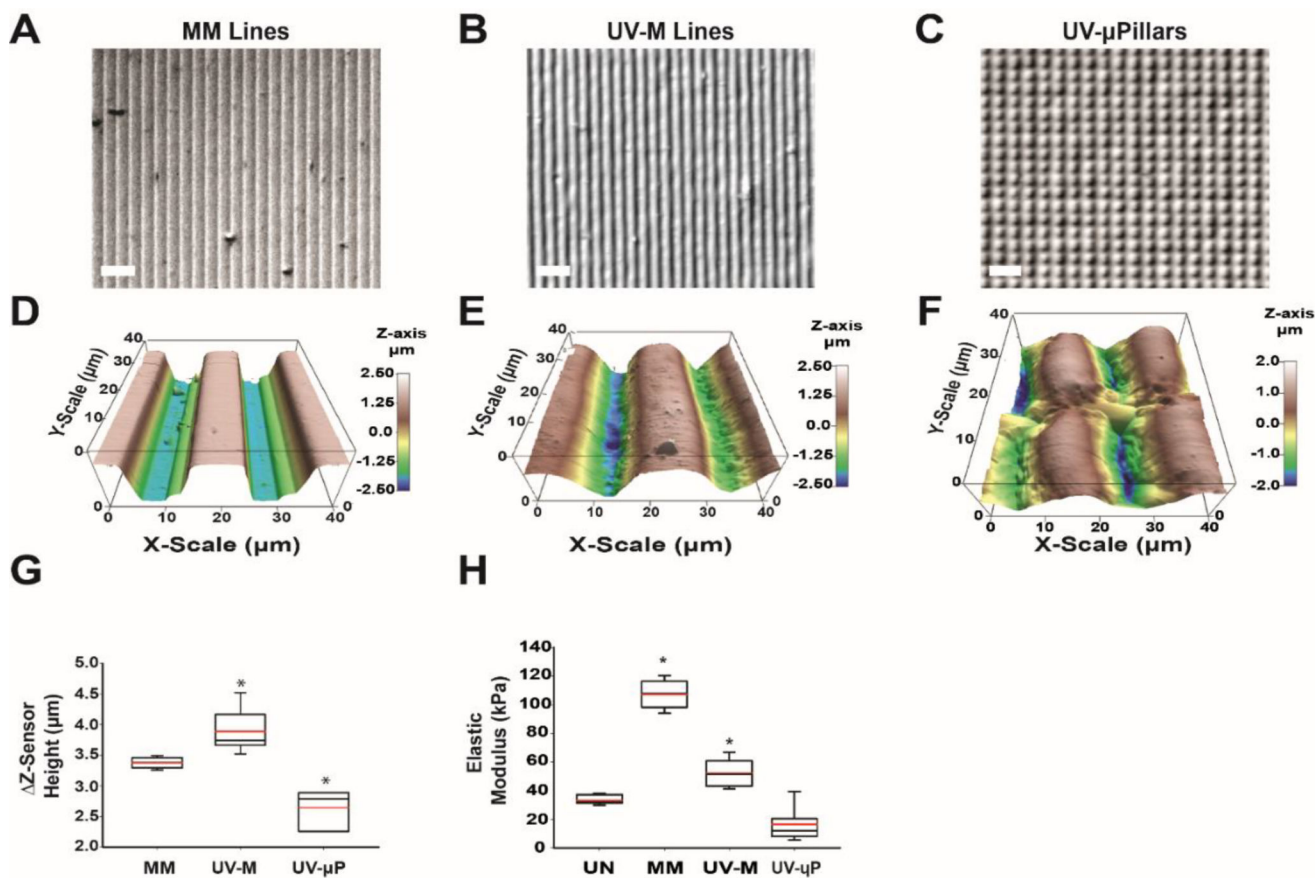 A MM Lines
B UV-M Lines
C UV-µPillars
D
Z-axis
µm
2.50
1.25
0.0
-1.25
-2.50
Y-Scale (µm)
40
30
20
10
0
0 10 20 30 40
0
X-Scale (µm)
E
Z-axis
µm
2.50
1.25
0.0
-1.25
-2.50
Y-Scale (µm)
40
30
20
10
0
0 10 20 30 40
0
X-Scale (µm)
F
Z-axis
µm
2.0
1.0
0.0
-1.0
-2.0
Y-Scale (µm)
40
30
20
10
0
0 10 20 30 40
0
X-Scale (µm)
G
ΔZ-Sensor
Height (µm)
5.0
4.5
4.0
3.5
3.0
2.5
2.0
*
*
MM UV-M UV-µP
H
Elastic
Modulus (kPa)
140
120
100
80
60
40
20
0
*
*
UN MM UV-M UV-ųP